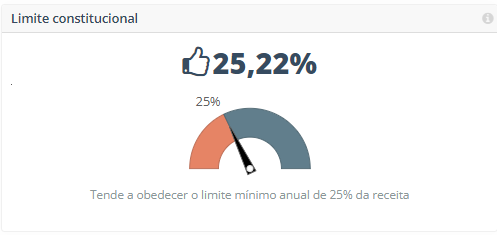 Limite constitucional
25,22%
25%
Tende a obedecer o limite mínimo anual de 25% da receita